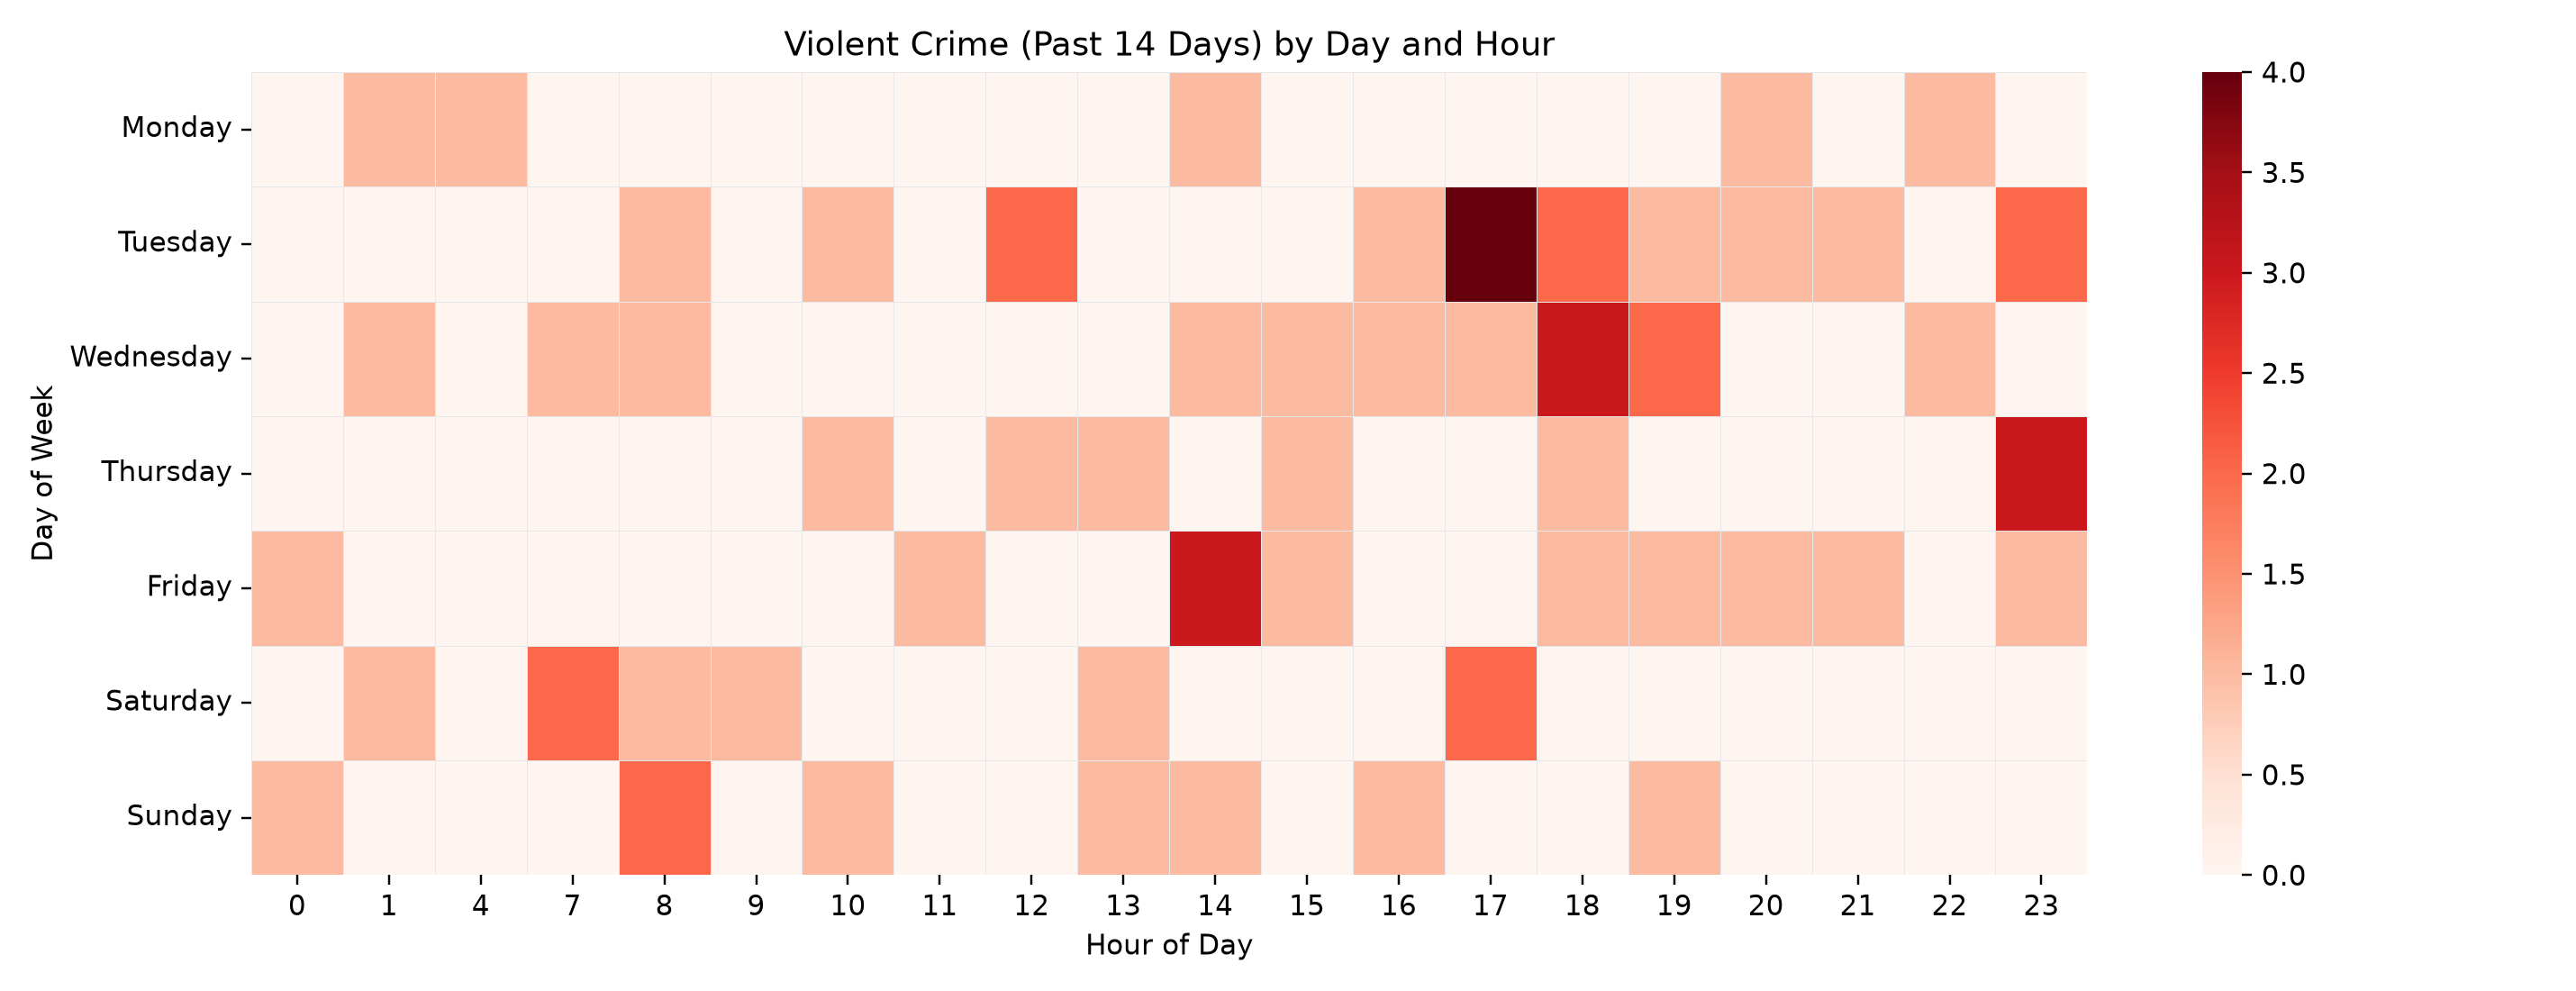 Violent Crime (Past 14 Days) by Day and Hour
Day of Week
Monday
Tuesday
Wednesday
Thursday
Friday
Saturday
Sunday
0 1 4 7 8 9 10 11 12 13 14 15 16 17 18 19 20 21 22 23
Hour of Day
4.0
3.5
3.0
2.5
2.0
1.5
1.0
0.5
0.0